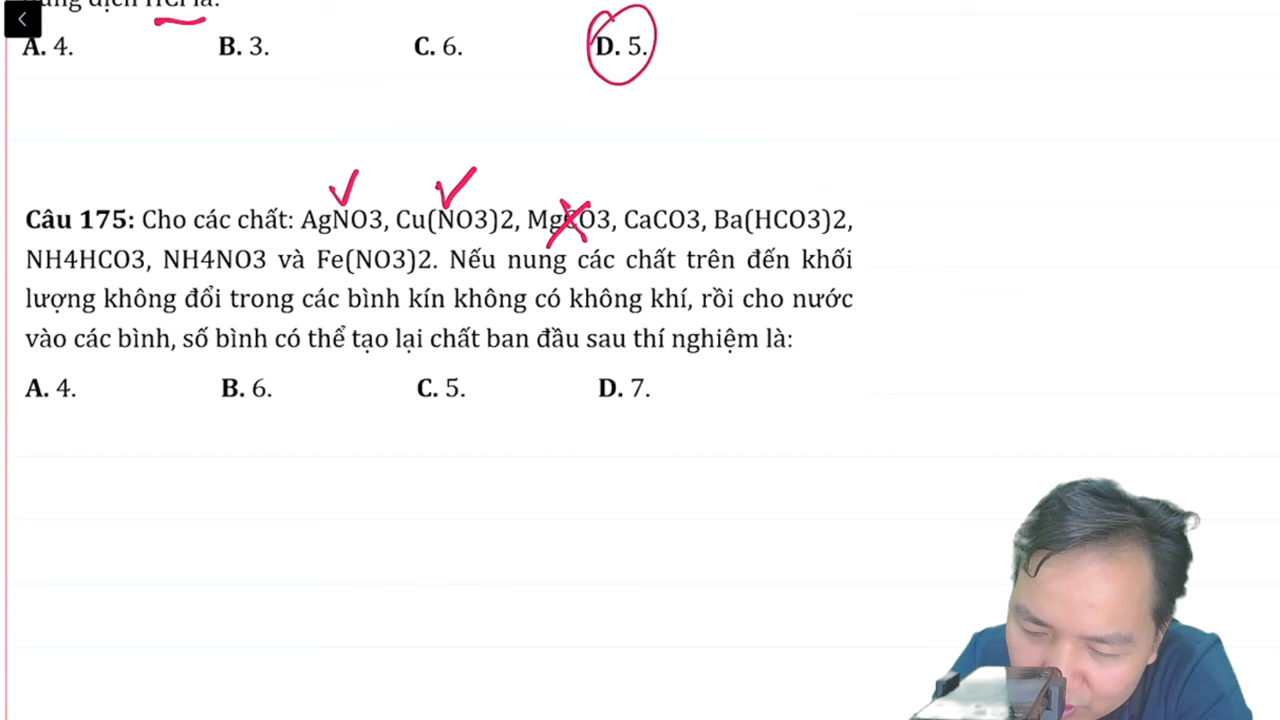 dịch HCl là:
A. 4. B. 3. C. 6. D. 5.
Câu 175: Cho các chất: AgNO3, Cu(NO3)2, MgCO3, CaCO3, Ba(HCO3)2,
NH4HCO3, NH4NO3 và Fe(NO3)2. Nếu nung các chất trên đến khối
lượng không đổi trong các bình kín không có không khí, rồi cho nước
vào các bình, số bình có thể tạo lại chất ban đầu sau thí nghiệm là:
A. 4. B. 6. C. 5. D. 7.